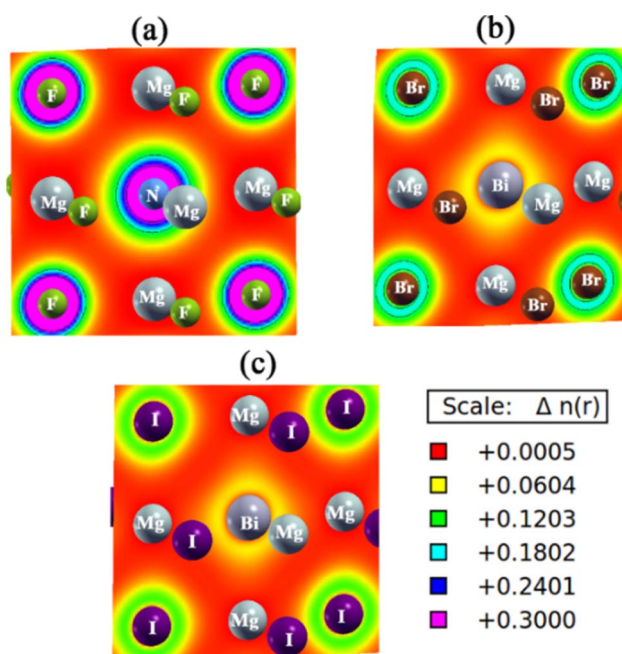 (a)
(b)
F Mg F F
N Mg
Mg F Mg F
F Mg F F
Br Mg Br Br
Bi
Mg Br Mg Mg
Br Mg Br Br
(c)
I Mg I I
Mg I Bi Mg Mg
I Mg I I
Scale: Δ n(r)
+0.0005
+0.0604
+0.1203
+0.1802
+0.2401
+0.3000